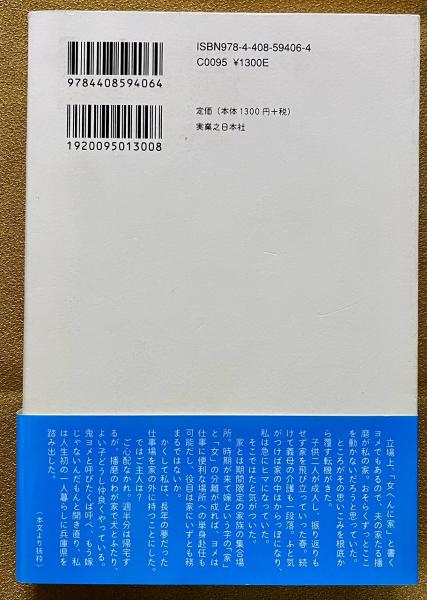 ISBN978-4-408-59406-4
C0095 ¥1300E
9784408594064
定価（本体1300円＋税）
実業之日本社
1920095013008
立場上、「女へんに家」と書く
ヨメでもあるので、夫の家たる播
磨が私の家。おそらくずっとここ
を動かないだろうと思っていた。
ところがその思いこみを根底か
ら覆す転機がきた。
子供二人が成人し、振り返りも
せず家を飛び立っていった春。続
けて義母の介護も一段落。ふと気
がつけば家の中はからっぽになり、
私は急にヒマになっていた。
そこではたと気がついた。
家とは期間限定の家族の集合場
所。時期が来て嫁という字の「家」
と「女」の分離が成れば、ヨメは
仕事に便利な場所への単身赴任も
可能だし、役目は家にいずとも務
まるではないか。
かくして私は、長年の夢だった
仕事場を家の外に持つことにした。
ではご主人は？
ご心配なされる。週半分は帰宅す
るが、播磨のわが家で犬とふたり、
よい子どうし仲良くやっている。
鬼ヨメと呼びたくば呼べ、もう嫁
じゃないんだもんと開き直り、私
は人生初の一人暮らしに兵庫県を
踏み出した。
（本文より抜粋）